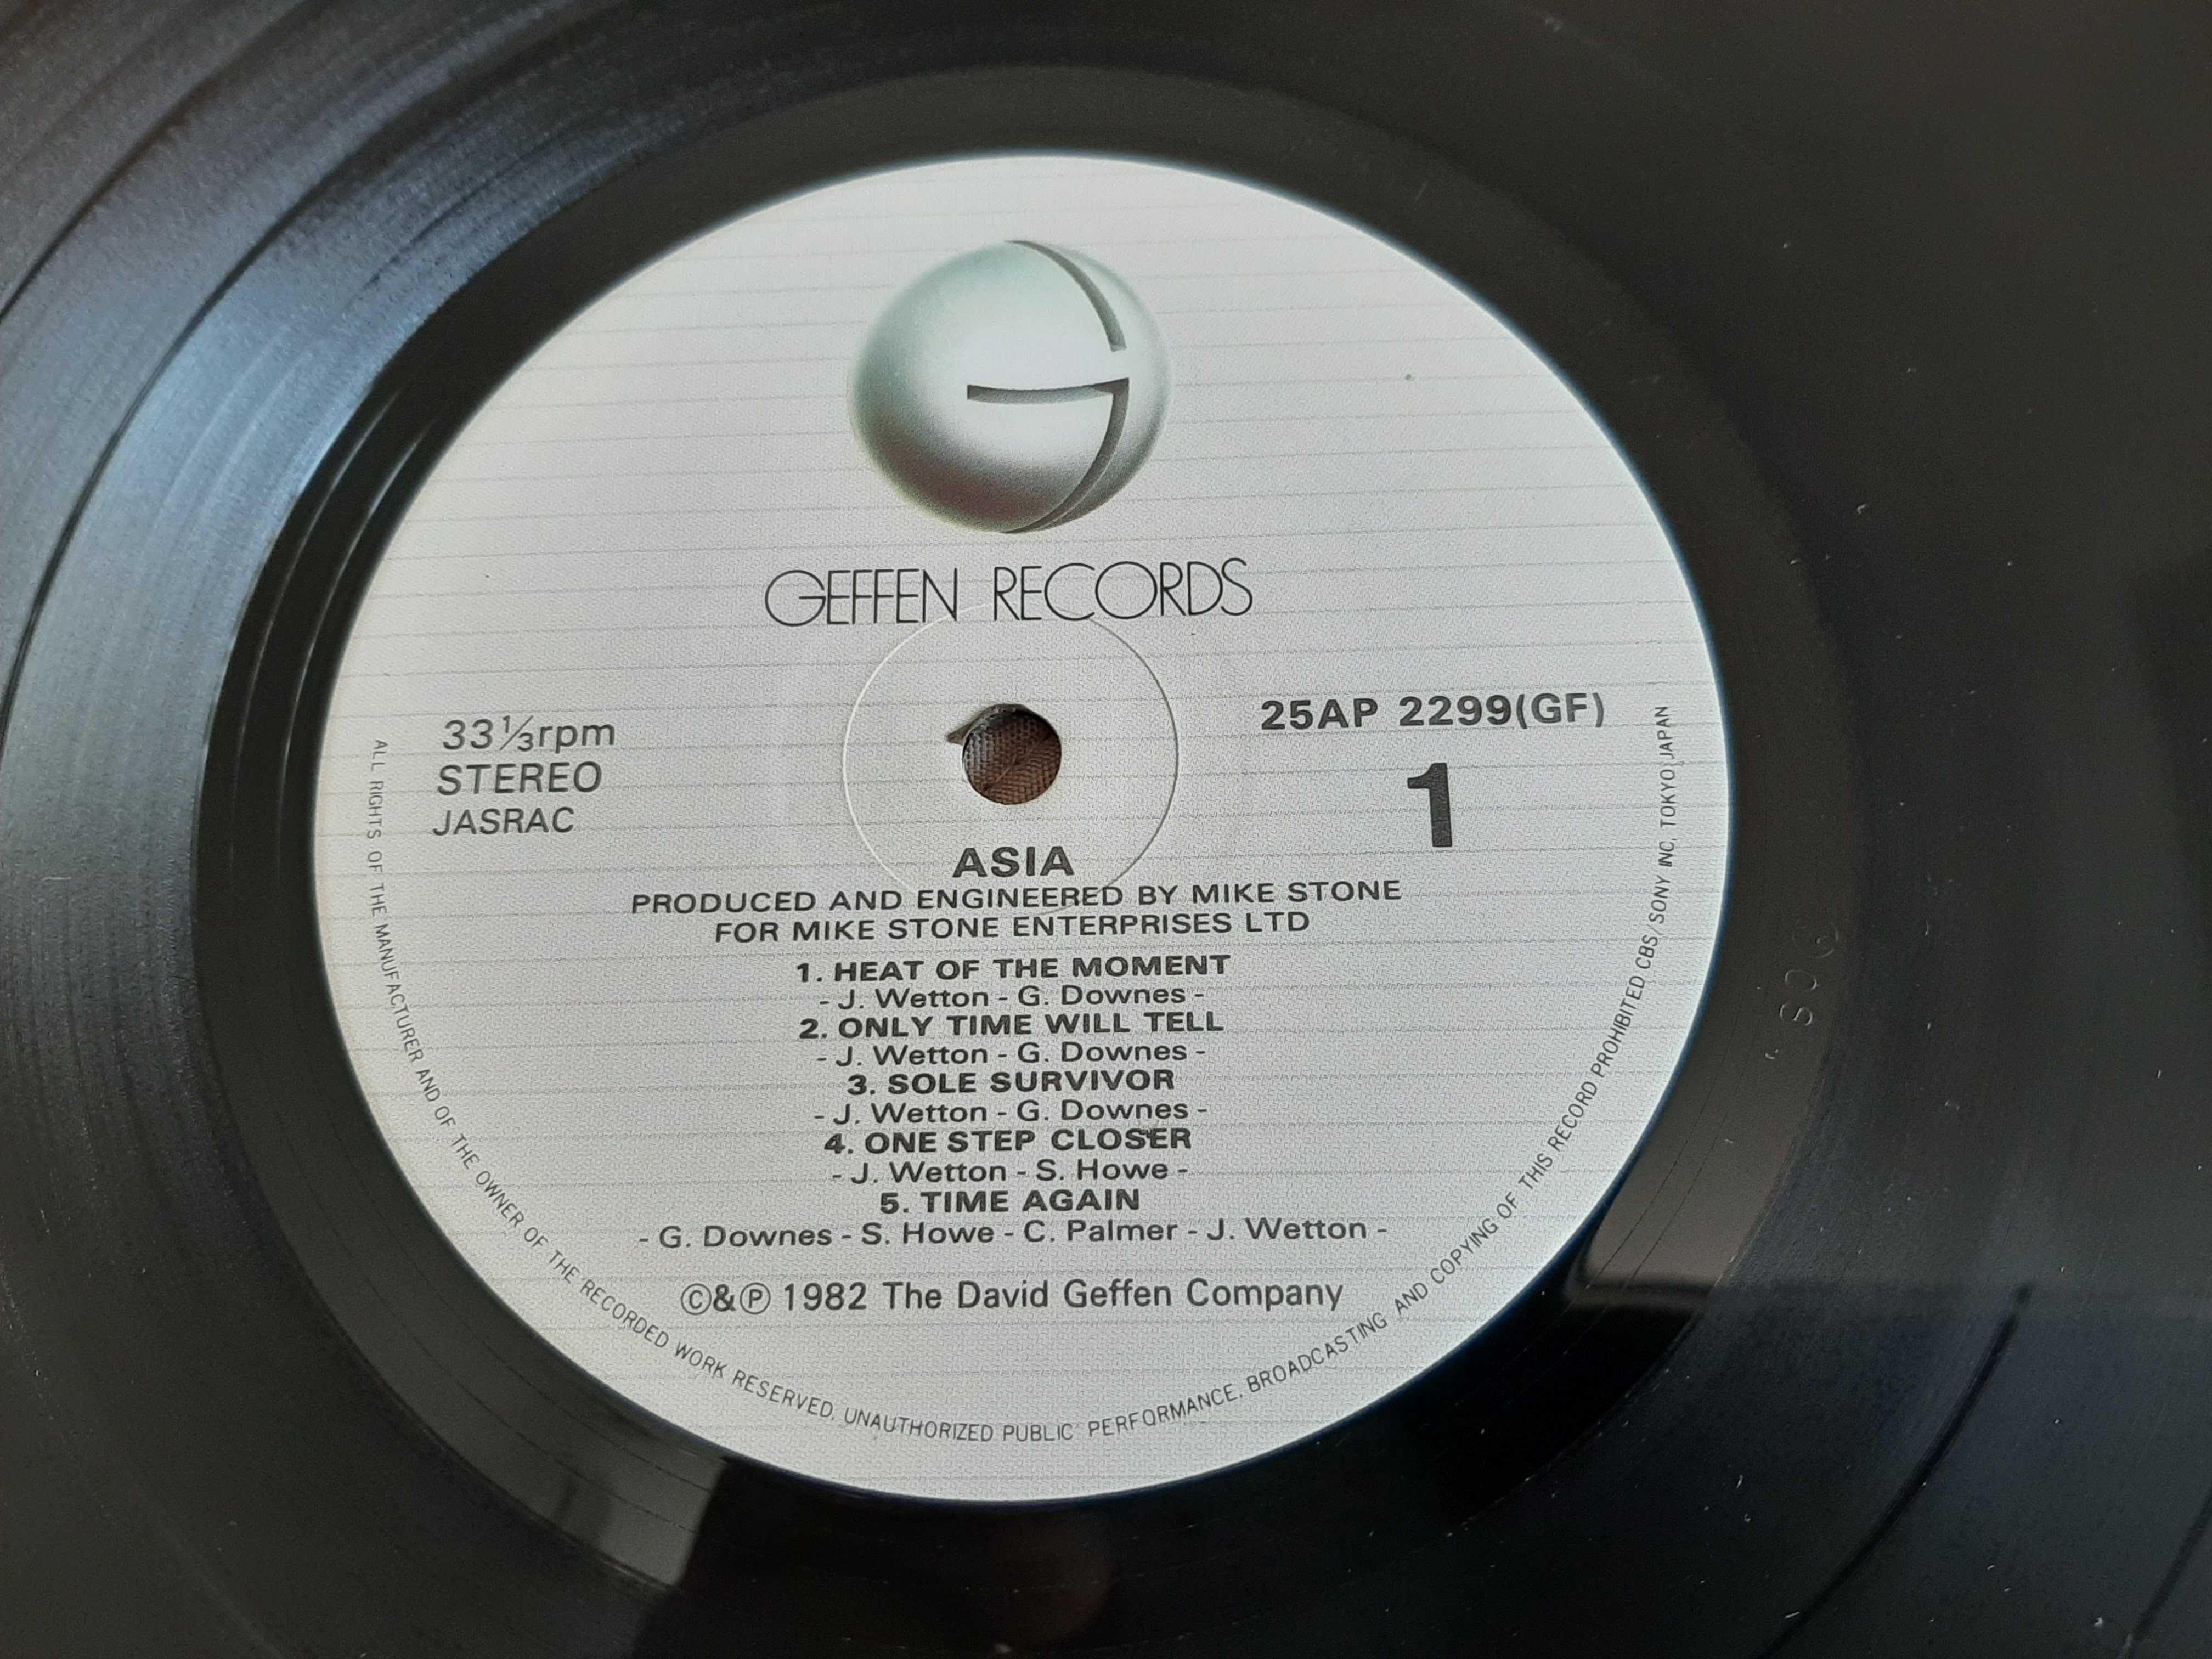 GEFFEN RECORDS
33⅓rpm
STEREO
JASRAC
25AP 2299(GF)
1
ASIA
PRODUCED AND ENGINEERED BY MIKE STONE
FOR MIKE STONE ENTERPRISES LTD
1. HEAT OF THE MOMENT
- J. Wetton - G. Downes -
2. ONLY TIME WILL TELL
- J. Wetton - G. Downes -
3. SOLE SURVIVOR
- J. Wetton - G. Downes -
4. ONE STEP CLOSER
- J. Wetton - S. Howe -
5. TIME AGAIN
- G. Downes - S. Howe - C. Palmer - J. Wetton -
©&℗ 1982 The David Geffen Company
ALL RIGHTS OF THE MANUFACTURER AND OF THE OWNER OF THE RECORDED WORK RESERVED. UNAUTHORIZED PUBLIC PERFORMANCE, BROADCASTING AND COPYING OF THIS RECORD PROHIBITED CBS/SONY INC. TOKYO JAPAN